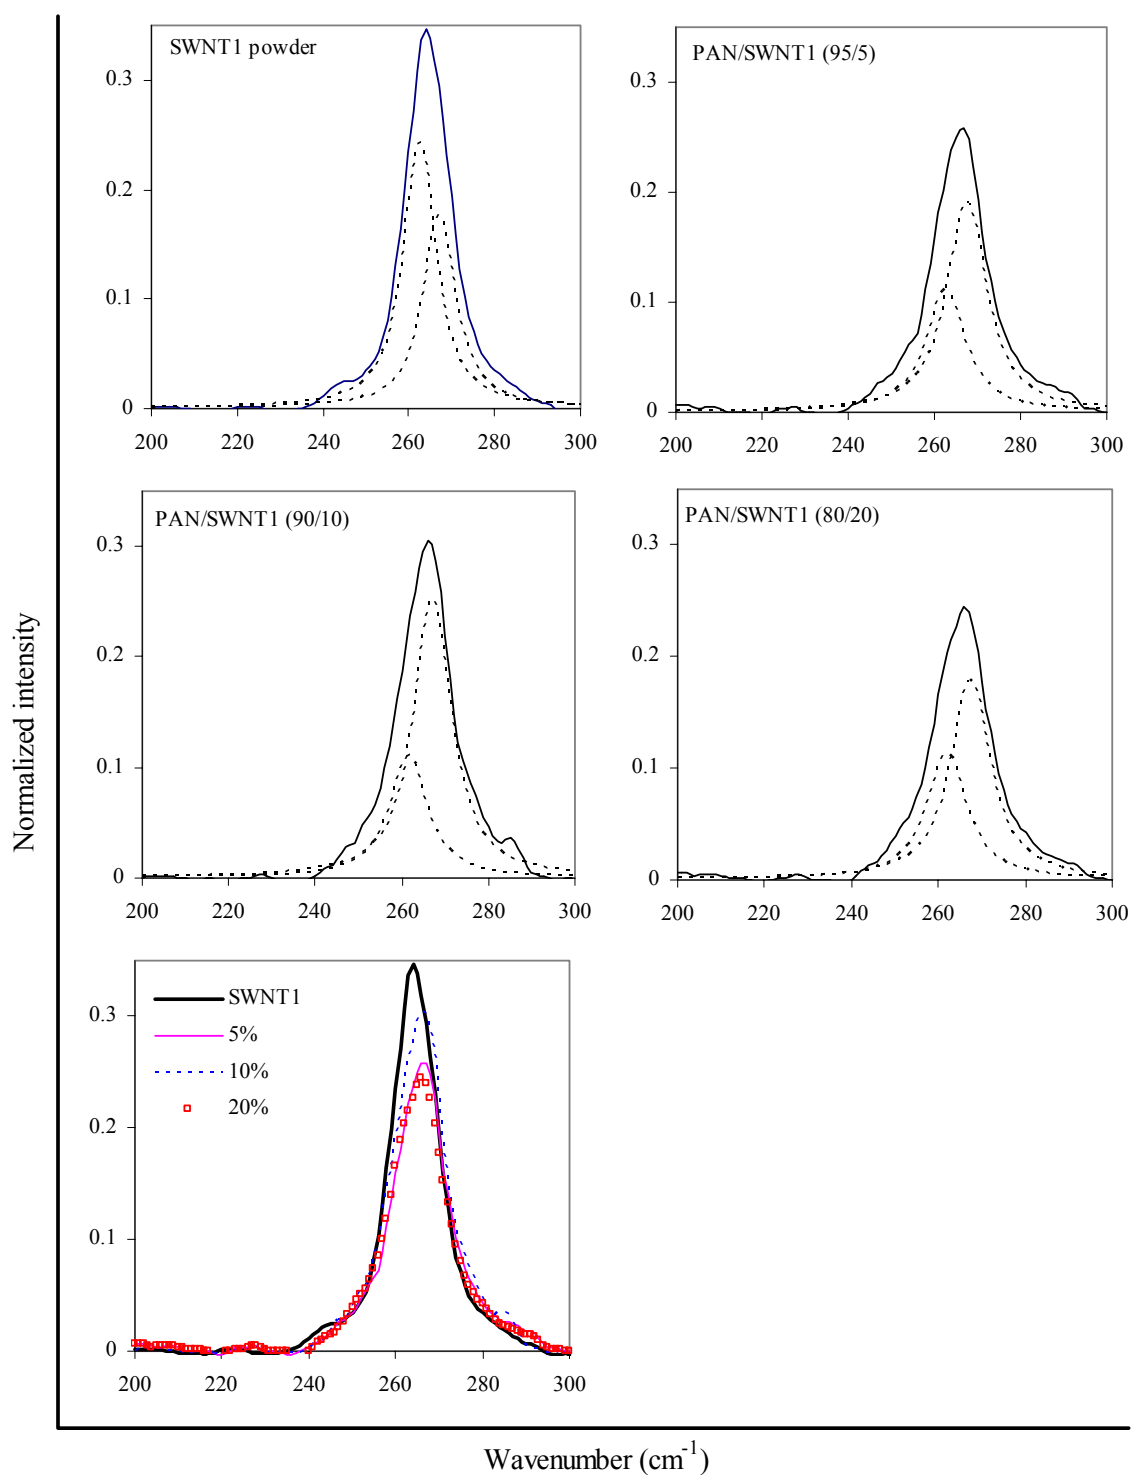 SWNT1 powder
0.3
0.2
0.1
0
200 220 240 260 280 300
PAN/SWNT1 (95/5)
0.3
0.2
0.1
0
200 220 240 260 280 300
PAN/SWNT1 (90/10)
0.3
0.2
0.1
0
200 220 240 260 280 300
PAN/SWNT1 (80/20)
0.3
0.2
0.1
0
200 220 240 260 280 300
SWNT1
5%
10%
20%
0.3
0.2
0.1
0
200 220 240 260 280 300
Normalized intensity
Wavenumber (cm⁻¹)